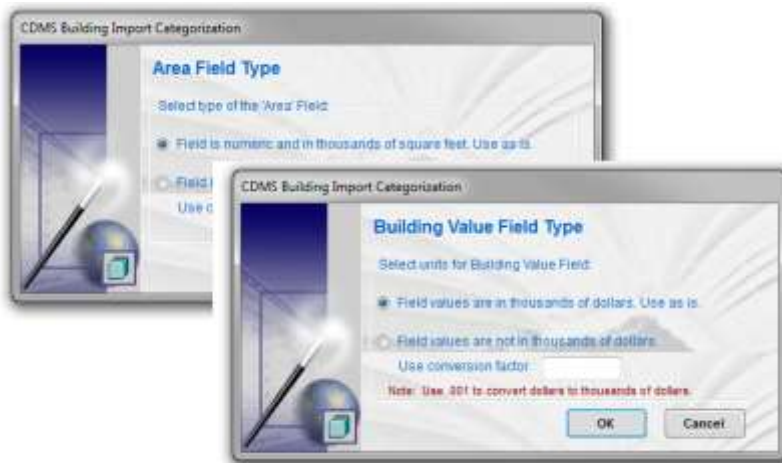 CDMS Building Import Categorization
Area Field Type
Select type of the 'Area' Field:
Field is numeric and in thousands of square feet. Use as is.
Field
Use c
CDMS Building Import Categorization
Building Value Field Type
Select units for Building Value Field:
Field values are in thousands of dollars. Use as is.
Field values are not in thousands of dollars.
Use conversion factor
Note: Use .001 to convert dollars to thousands of dollars.
OK Cancel